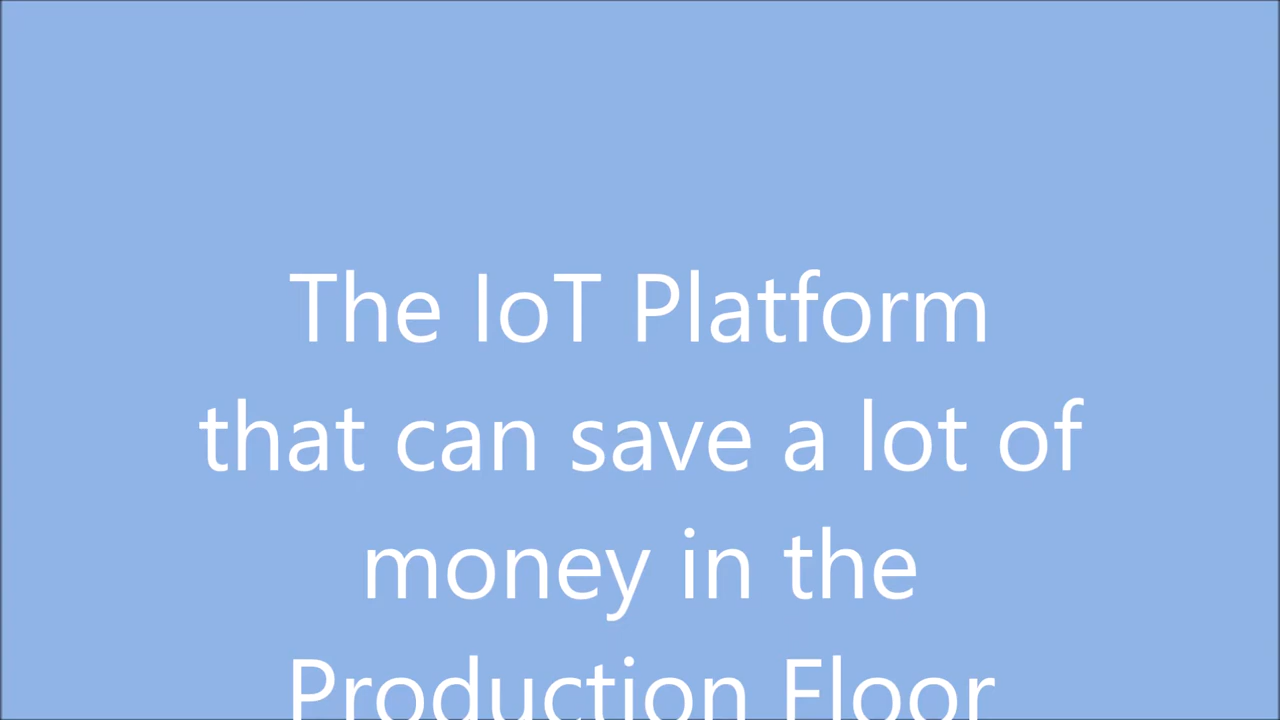 The IoT Platform
that can save a lot of
money in the
Production Floor